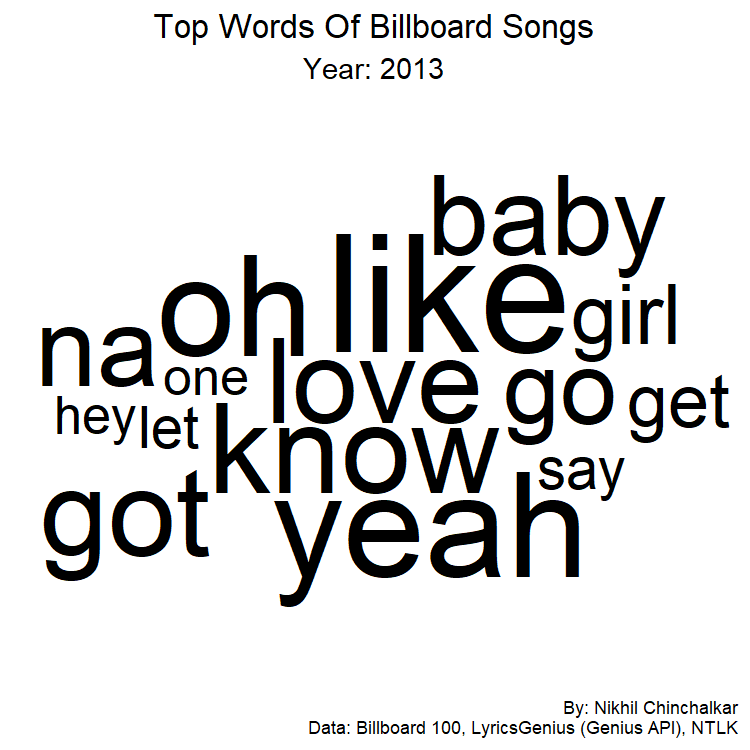 Top Words Of Billboard Songs
Year: 2013
baby
oh like
na girl
one love go get
hey let know
say
got yeah
By: Nikhil Chinchalkar
Data: Billboard 100, LyricsGenius (Genius API), NTLK